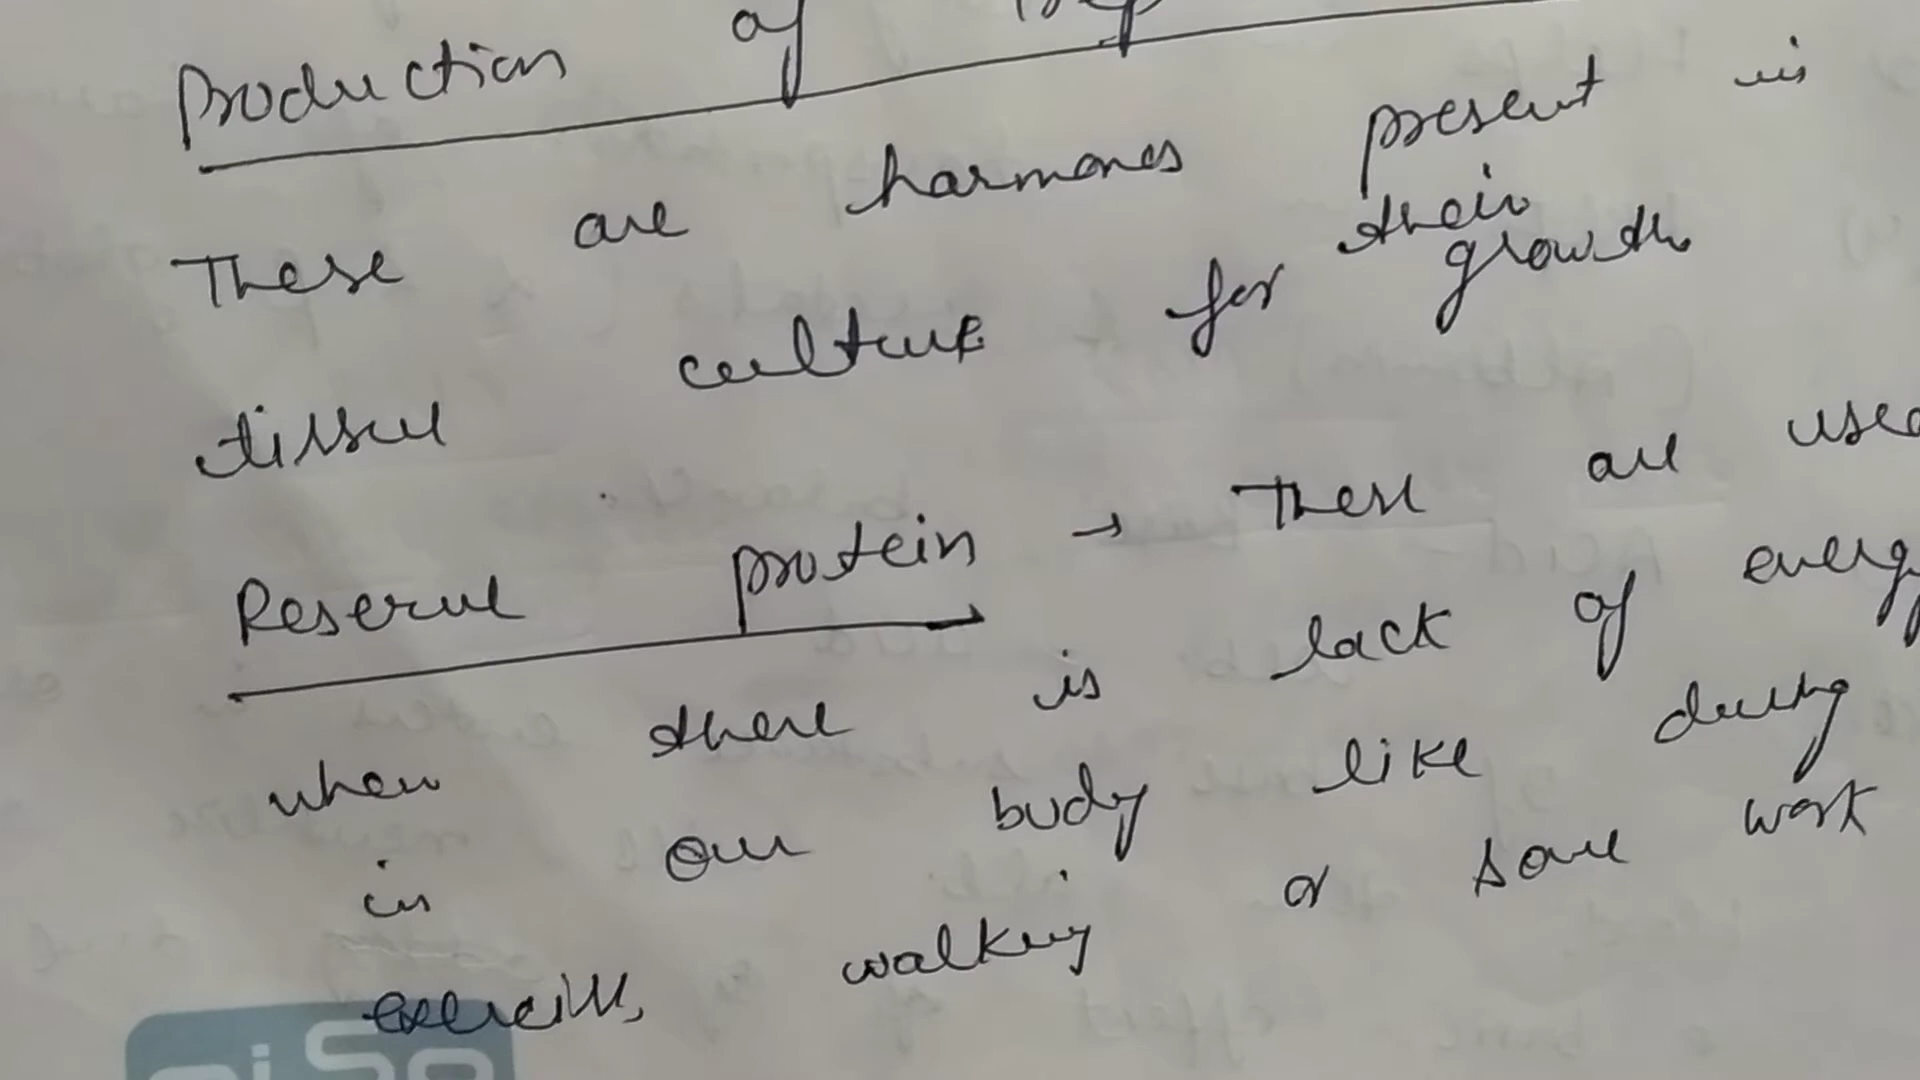 Production of
These are harmones present in
tissue culture for their growth
Reserve protein → These are used
when there is lack of energy
in our body like during
exercise, walking or some work